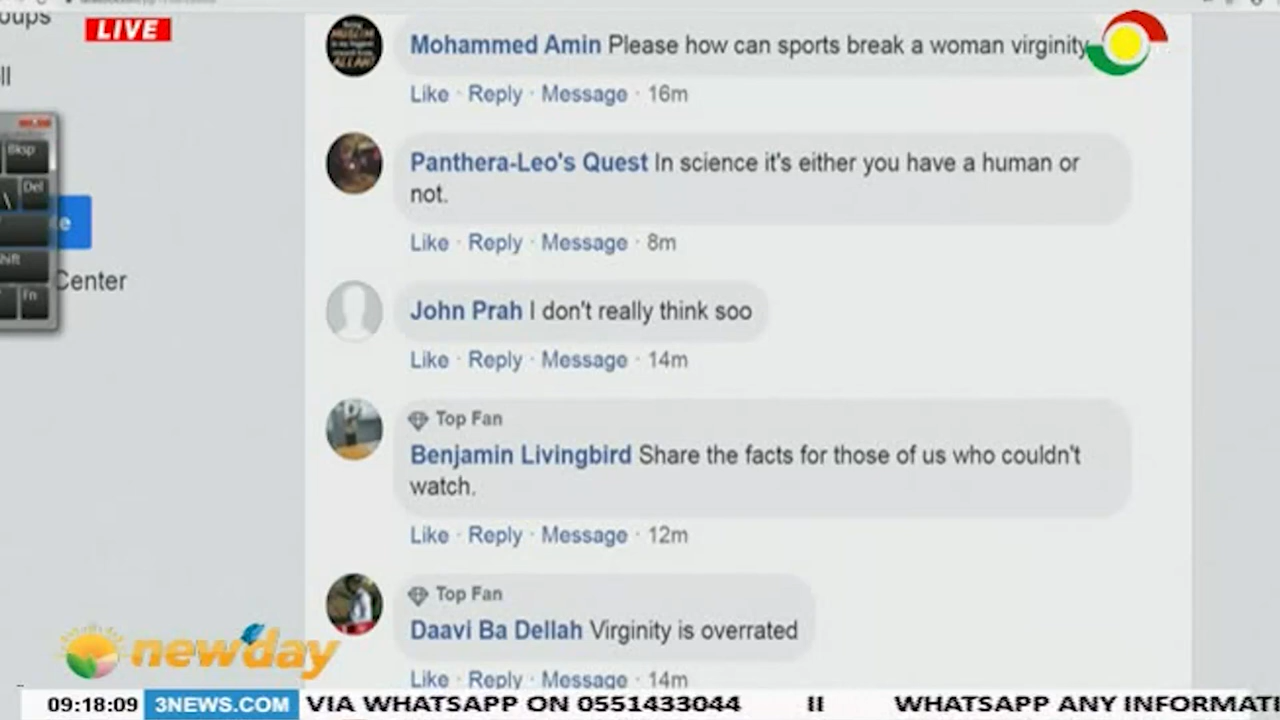 oups
LIVE
ll
Bksp
Del
\
e
hift
Fn
Center
Mohammed Amin Please how can sports break a woman virginity
Like · Reply · Message · 16m
Panthera-Leo's Quest In science it's either you have a human or
not.
Like · Reply · Message · 8m
John Prah I don't really think soo
Like · Reply · Message · 14m
Top Fan
Benjamin Livingbird Share the facts for those of us who couldn't
watch.
Like · Reply · Message · 12m
Top Fan
Daavi Ba Dellah Virginity is overrated
Like · Reply · Message · 14m
newday
09:18:09 3NEWS.COM VIA WHATSAPP ON 0551433044 II WHATSAPP ANY INFORMATI